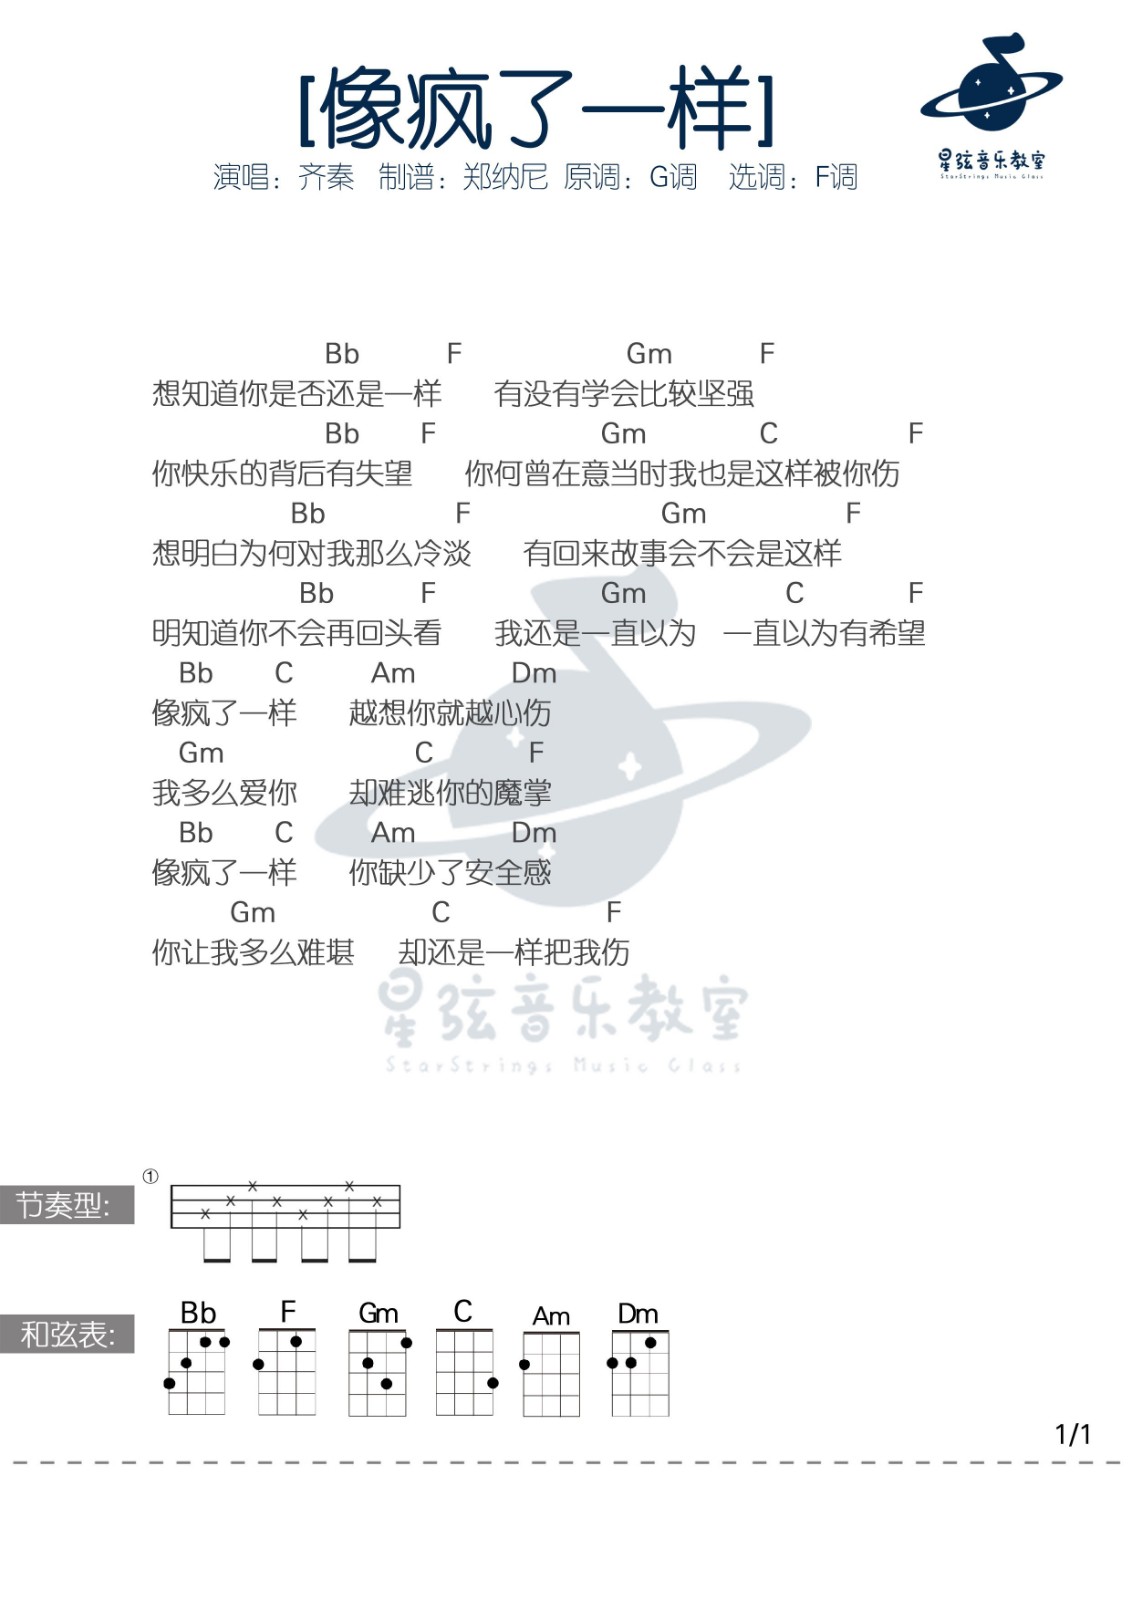 [像疯了一样]
演唱：齐秦 制谱：郑纳尼 原调：G调 选调：F调
星弦音乐教室
StarStrings Music Class
Bb F Gm F
想知道你是否还是一样 有没有学会比较坚强
Bb F Gm C F
你快乐的背后有失望 你何曾在意当时我也是这样被你伤
Bb F Gm F
想明白为何对我那么冷淡 有回来故事会不会是这样
Bb F Gm C F
明知道你不会再回头看 我还是一直以为 一直以为有希望
Bb C Am Dm
像疯了一样 越想你就越心伤
Gm C F
我多么爱你 却难逃你的魔掌
Bb C Am Dm
像疯了一样 你缺少了安全感
Gm C F
你让我多么难堪 却还是一样把我伤
星弦音乐教室
StarStrings Music Class
①
节奏型:
X X X X X X X X
和弦表:
Bb F Gm C Am Dm
1/1